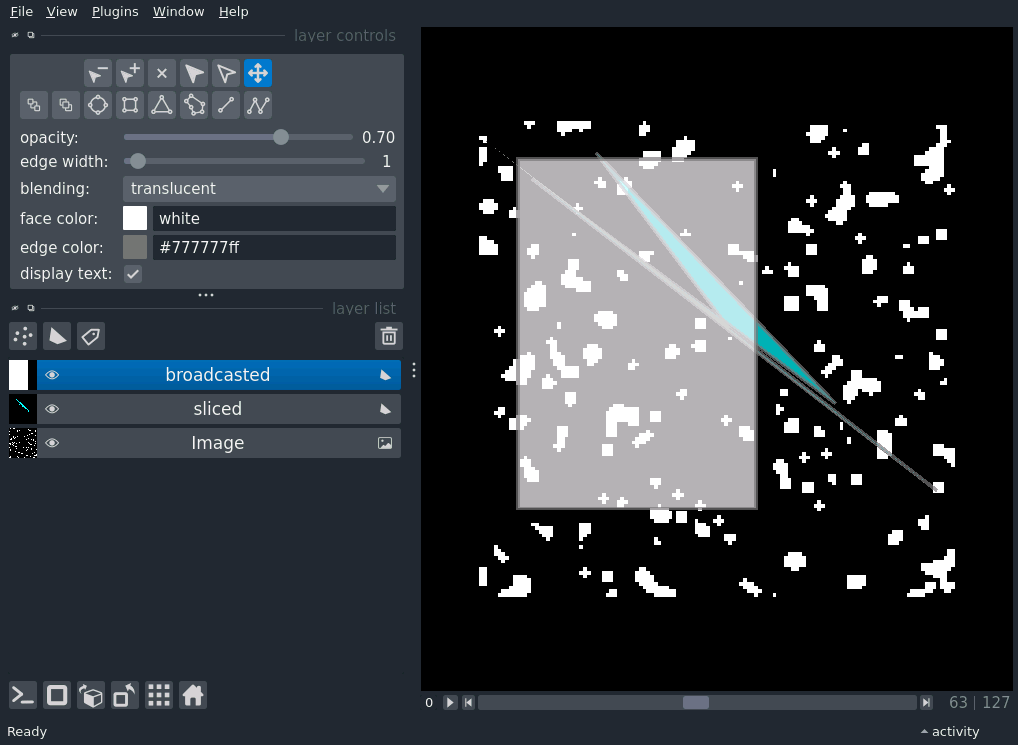 File View Plugins Window Help
layer controls
opacity: 0.70
edge width: 1
blending: translucent
face color: white
edge color: #777777ff
display text:
layer list
broadcasted
sliced
Image
0 63 | 127
Ready activity